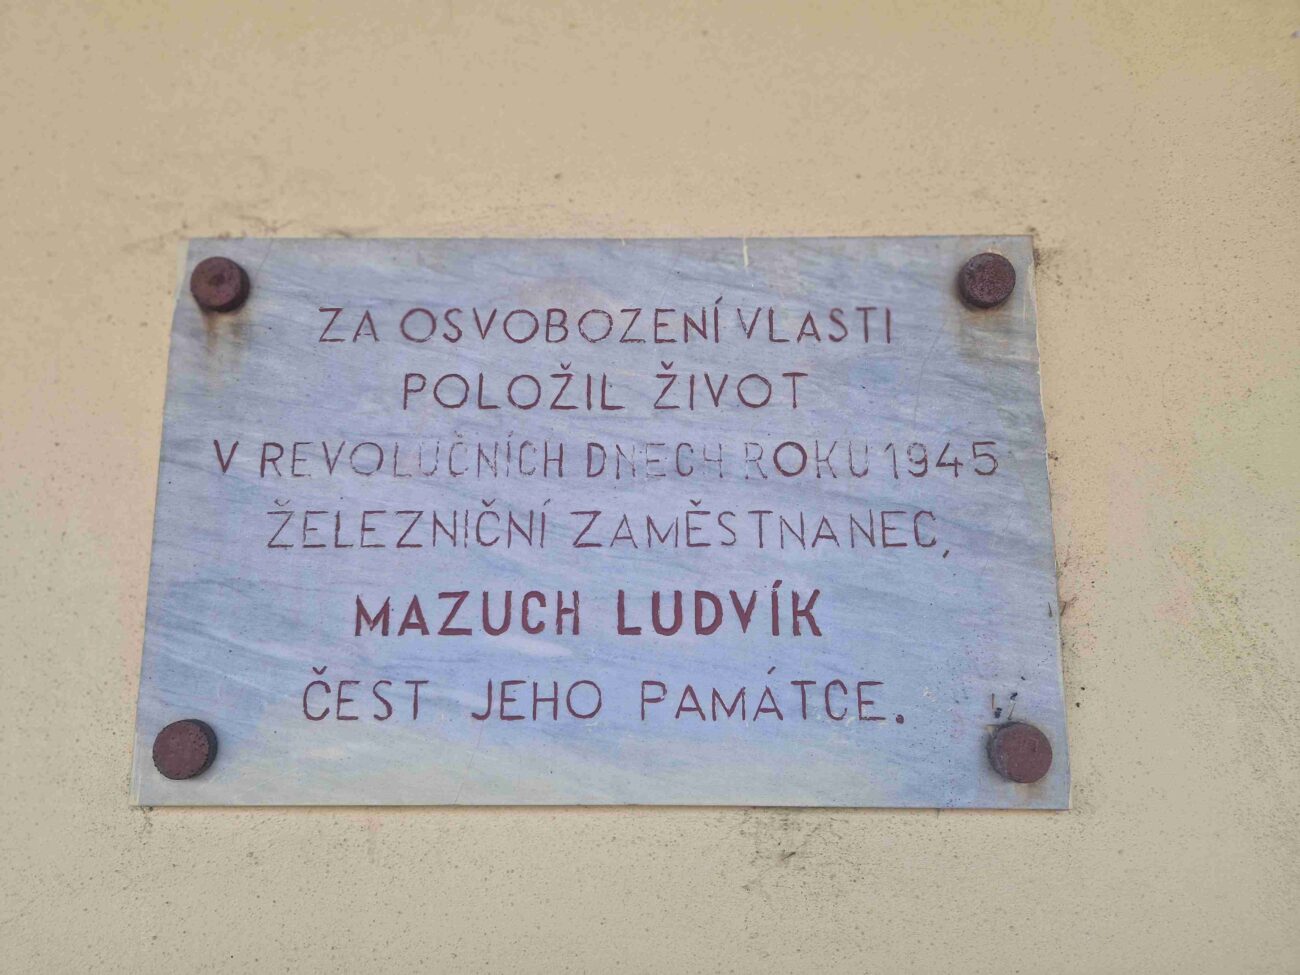 ZA OSVOBOZENÍ VLASTI
POLOŽIL ŽIVOT
V REVOLUČNÍCH DNECH ROKU 1945
ŽELEZNIČNÍ ZAMĚSTNANEC,
MAZUCH LUDVÍK
ČEST JEHO PAMÁTCE.